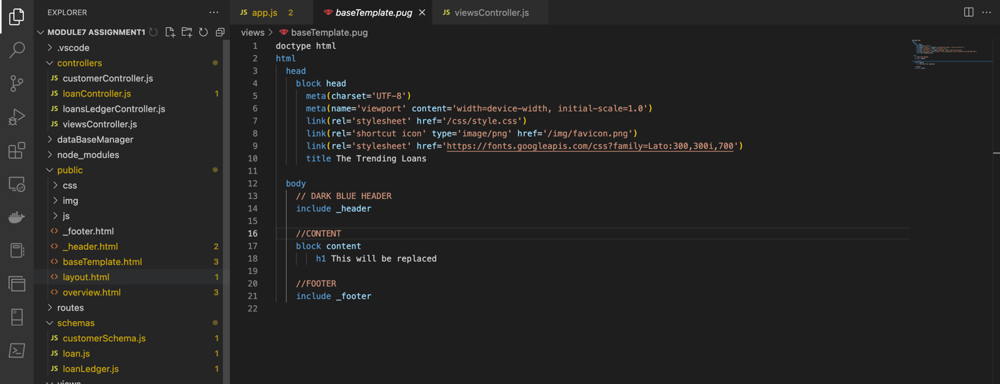 EXPLORER
MODULE7 ASSIGNMENT1
.vscode
controllers
JS customerController.js
JS loanController.js 1
JS loansLedgerController.js
JS viewsController.js
dataBaseManager
node_modules
public
css
img
js
<> _footer.html
<> _header.html 2
<> baseTemplate.html 3
<> layout.html 1
<> overview.html 3
routes
schemas
JS customerSchema.js 1
JS loan.js 1
JS loanLedger.js 1
views
JS app.js 2
baseTemplate.pug
JS viewsController.js
views > baseTemplate.pug
1 doctype html
2 html
3 head
4 block head
5 meta(charset='UTF-8')
6 meta(name='viewport' content='width=device-width, initial-scale=1.0')
7 link(rel='stylesheet' href='/css/style.css')
8 link(rel='shortcut icon' type='image/png' href='/img/favicon.png')
9 link(rel='stylesheet' href='https://fonts.googleapis.com/css?family=Lato:300,300i,700')
10 title The Trending Loans
11
12 body
13 // DARK BLUE HEADER
14 include _header
15
16 //CONTENT
17 block content
18 h1 This will be replaced
19
20 //FOOTER
21 include _footer
22